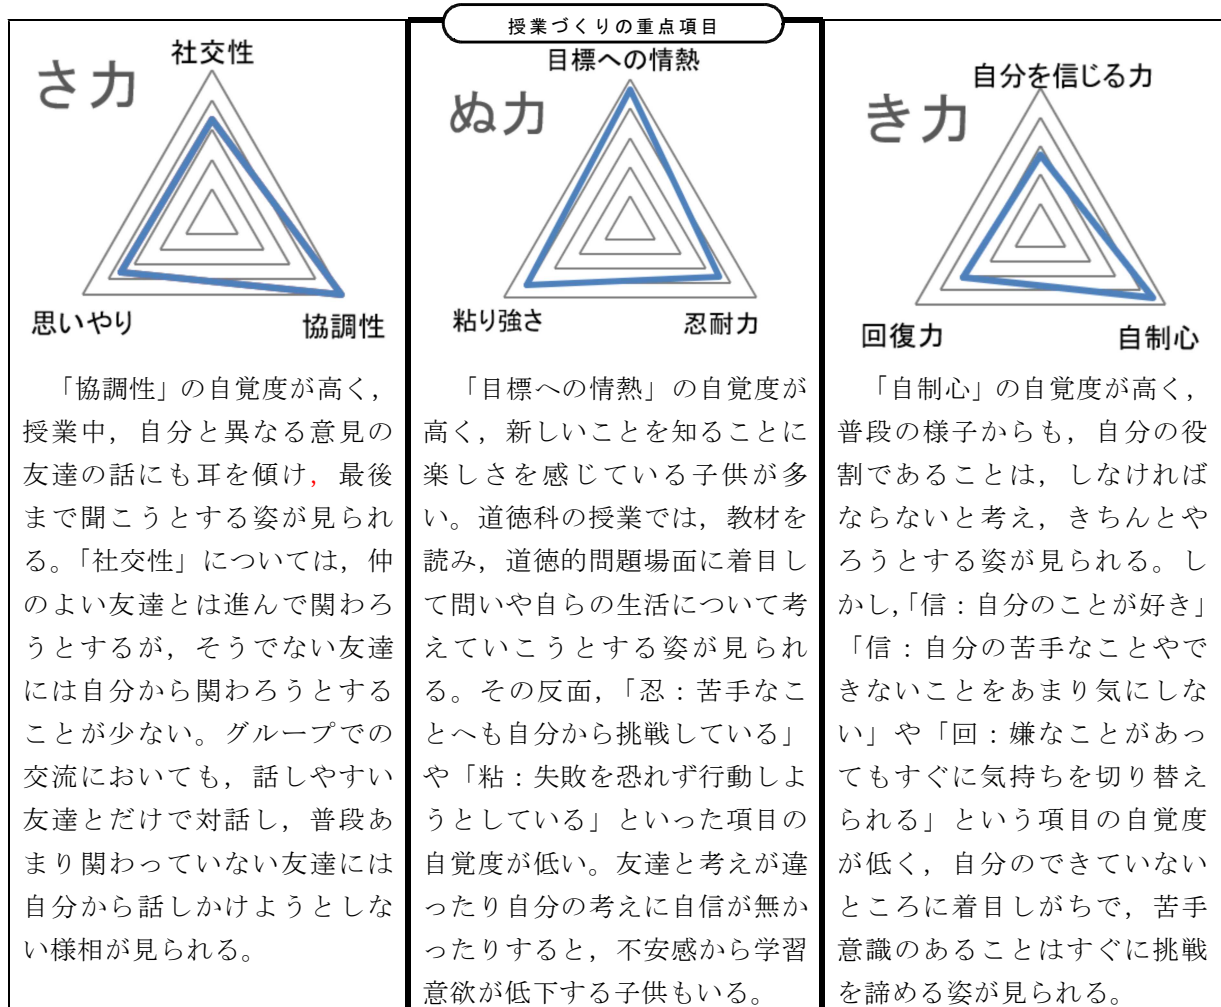 授業づくりの重点項目
さ力
社交性
思いやり
協調性
「協調性」の自覚度が高く，
授業中，自分と異なる意見の
友達の話にも耳を傾け，最後
まで聞こうとする姿が見られ
る。「社交性」については，仲
のよい友達とは進んで関わろ
うとするが，そうでない友達
には自分から関わろうとする
ことが少ない。グループでの
交流においても，話しやすい
友達とだけで対話し，普段あ
まり関わっていない友達には
自分から話しかけようとしな
い様相が見られる。
ぬ力
目標への情熱
粘り強さ
忍耐力
「目標への情熱」の自覚度が
高く，新しいことを知ることに
楽しさを感じている子供が多
い。道徳科の授業では，教材を
読み，道徳的問題場面に着目し
て問いや自らの生活について考
えていこうとする姿が見られ
る。その反面，「忍：苦手なこ
とへも自分から挑戦している」
や「粘：失敗を恐れず行動しよ
うとしている」といった項目の
自覚度が低い。友達と考えが違
ったり自分の考えに自信が無か
ったりすると，不安感から学習
意欲が低下する子供もいる。
き力
自分を信じる力
回復力
自制心
「自制心」の自覚度が高く，
普段の様子からも，自分の役
割であることは，しなければ
ならないと考え，きちんとや
ろうとする姿が見られる。し
かし，「信：自分のことが好き」
「信：自分の苦手なことやで
きないことをあまり気にしな
い」や「回：嫌なことがあっ
てもすぐに気持ちを切り替え
られる」という項目の自覚度
が低く，自分のできていない
ところに着目しがちで，苦手
意識のあることはすぐに挑戦
を諦める姿が見られる。